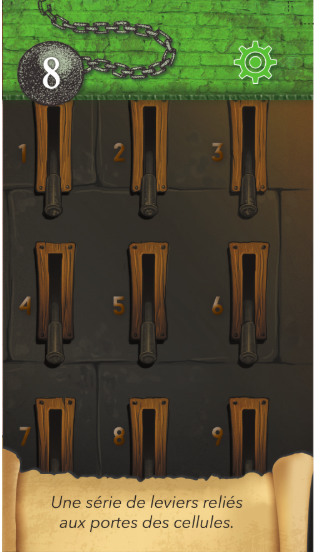 8
1 2 3
4 5 6
7 8 9
Une série de leviers reliés
aux portes des cellules.